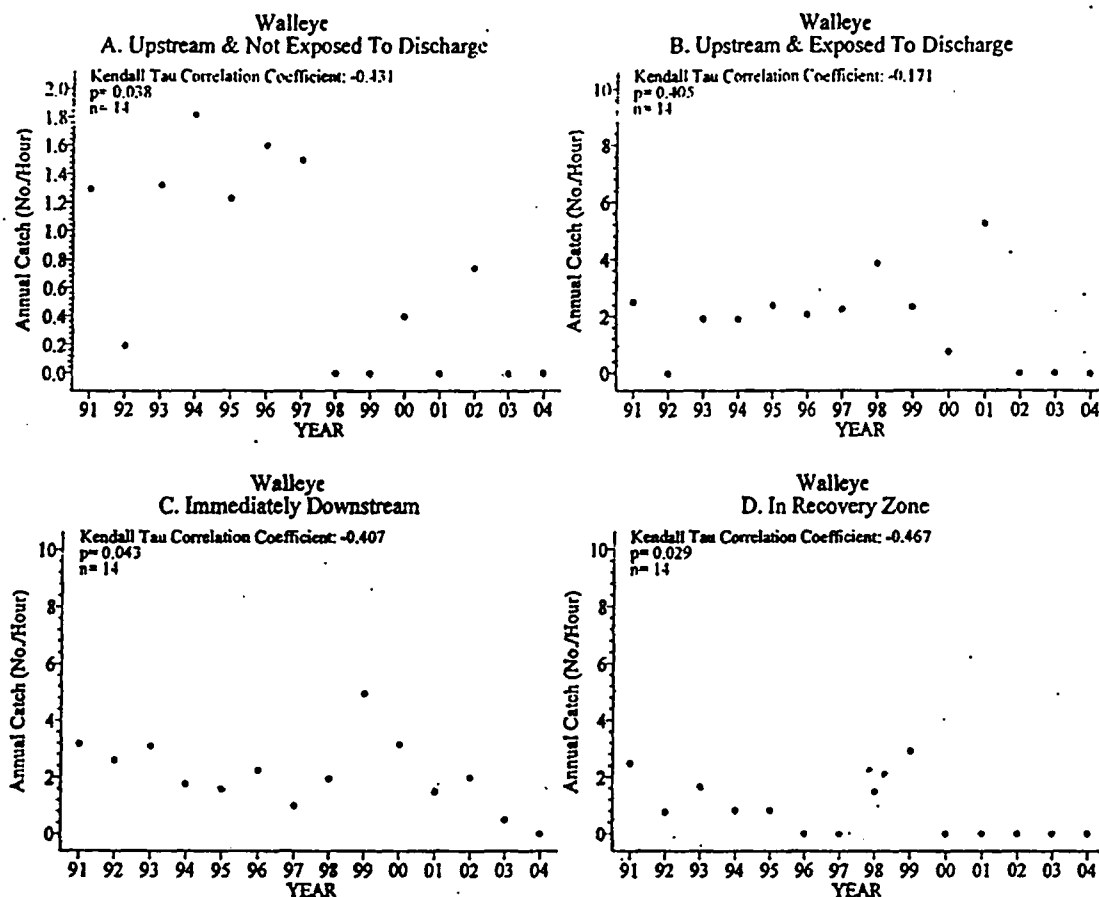 Walleye
A. Upstream & Not Exposed To Discharge
Kendall Tau Correlation Coefficient: -0.431
p= 0.038
n= 14
2.0
1.8
1.6
1.4
1.2
1.0
0.8
0.6
0.4
0.2
0.0
Annual Catch (No./Hour)
91 92 93 94 95 96 97 98 99 00 01 02 03 04
YEAR
Walleye
B. Upstream & Exposed To Discharge
Kendall Tau Correlation Coefficient: -0.171
p= 0.405
n= 14
10
8
6
4
2
0
Annual Catch (No./Hour)
91 92 93 94 95 96 97 98 99 00 01 02 03 04
YEAR
Walleye
C. Immediately Downstream
Kendall Tau Correlation Coefficient: -0.407
p= 0.043
n= 14
10
8
6
4
2
0
Annual Catch (No./Hour)
91 92 93 94 95 96 97 98 99 00 01 02 03 04
YEAR
Walleye
D. In Recovery Zone
Kendall Tau Correlation Coefficient: -0.467
p= 0.029
n= 14
10
8
6
4
2
0
Annual Catch (No./Hour)
91 92 93 94 95 96 97 98 99 00 01 02 03 04
YEAR